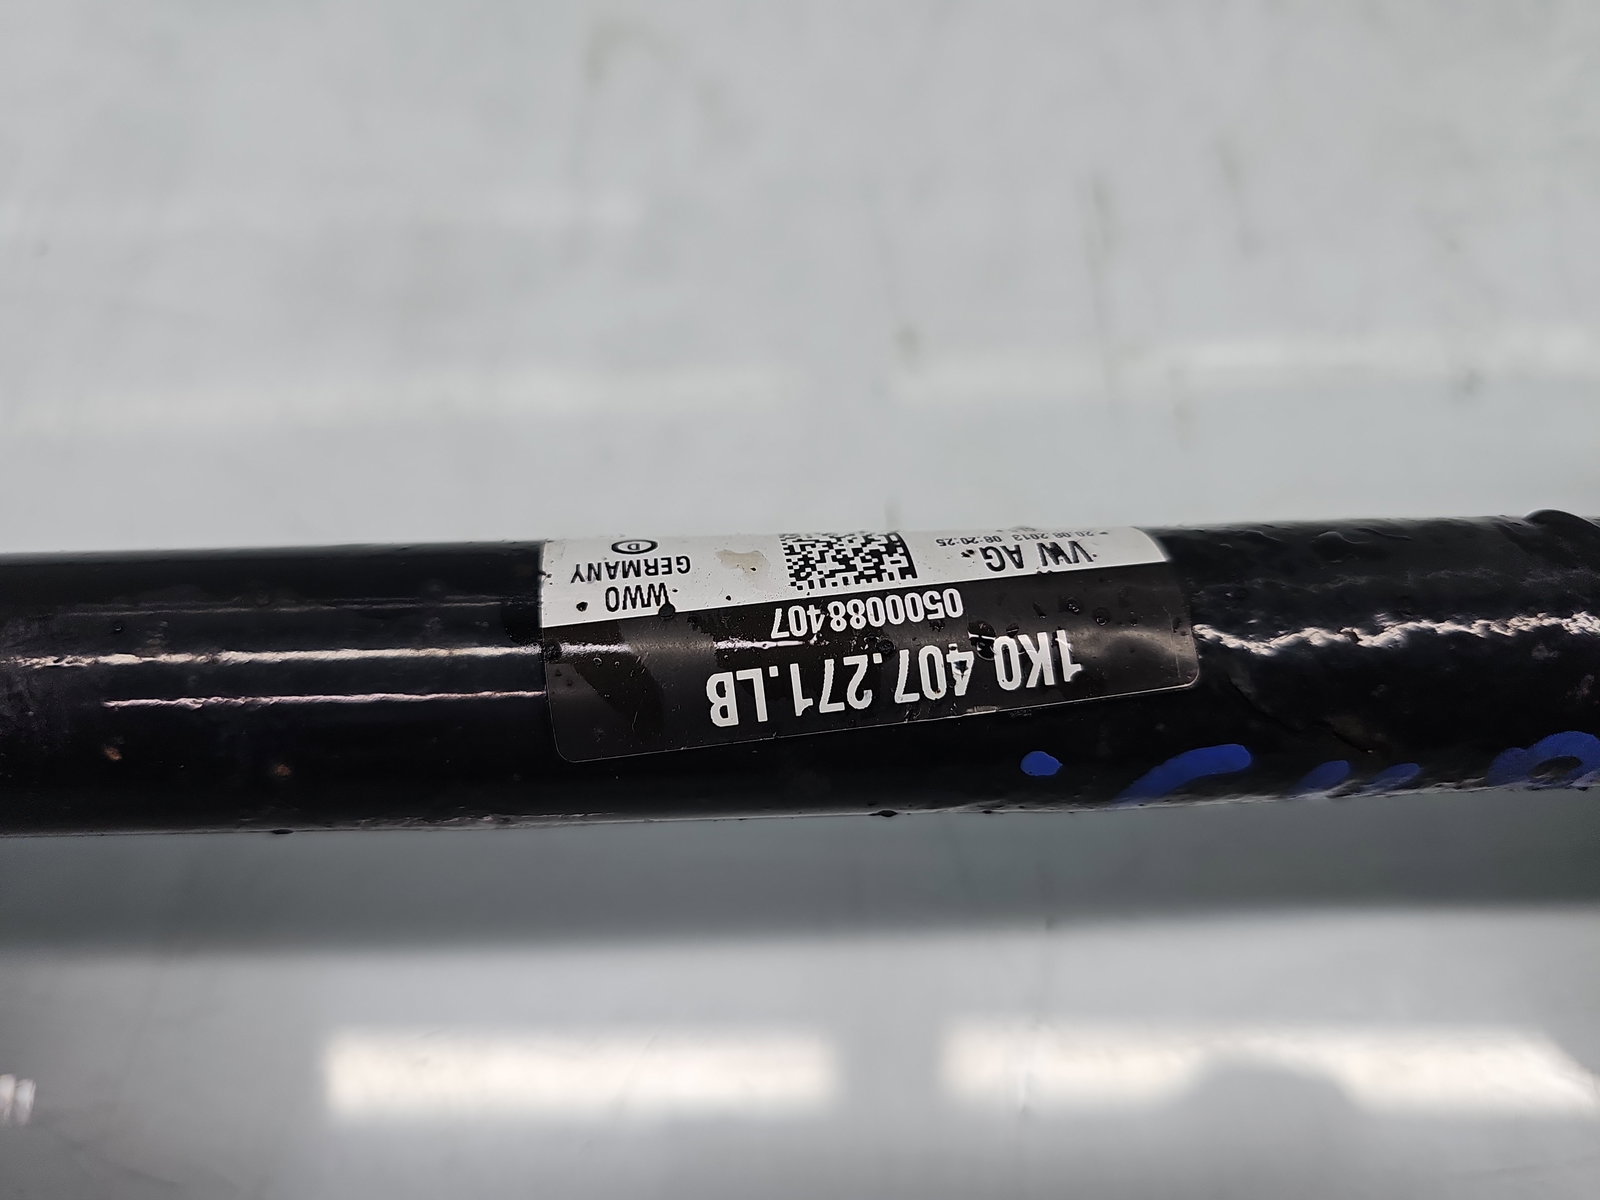 1K0 407.271.LB
0500088407
VW AG.
20.08.2013 08:20:25
WW0
GERMANY
D